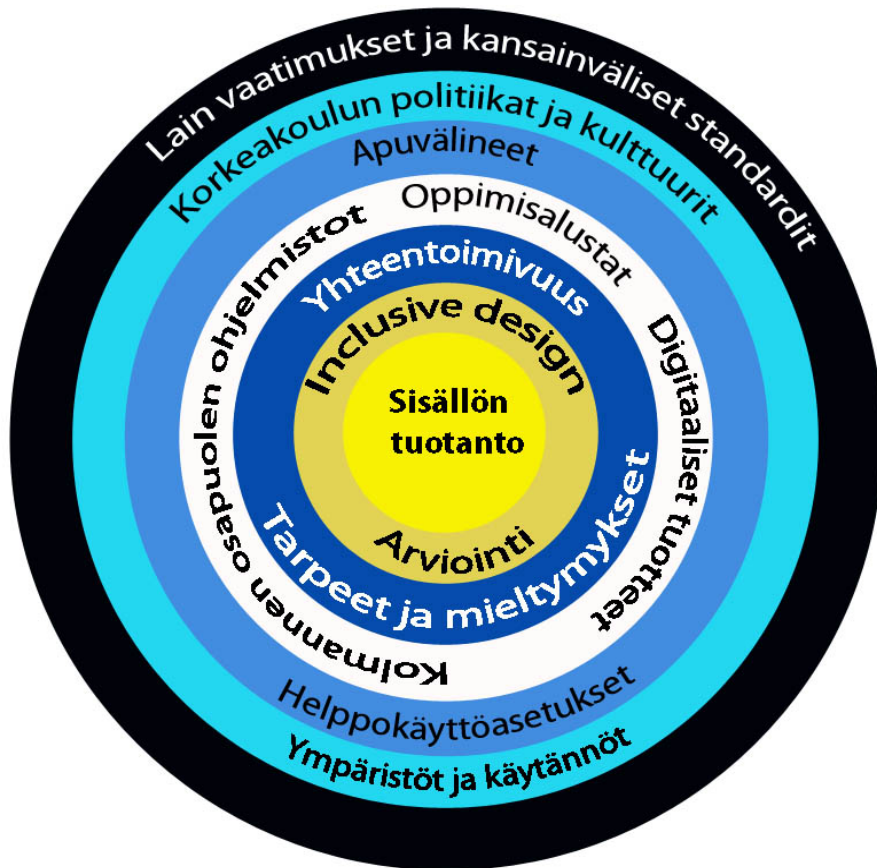 Lain vaatimukset ja kansainväliset standardit
Korkeakoulun politiikat ja kulttuurit
Apuvälineet
Oppimisalustat
Kolmannen osapuolen ohjelmistot
Digitaaliset tuotteet
Yhteentoimivuus
Inclusive design
Sisällön
tuotanto
Arviointi
Tarpeet ja mieltymykset
Helppokäyttöasetukset
Ympäristöt ja käytännöt